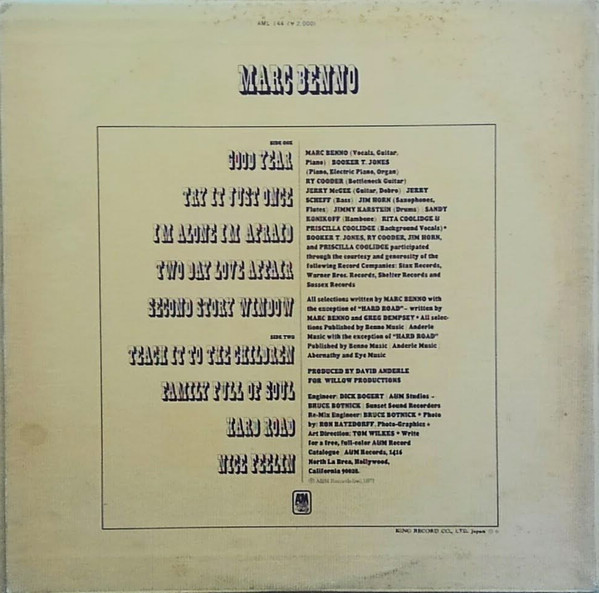 AML 144 (¥2,000)
MARC BENNO
SIDE ONE
GOOD YEAR
TRY IT JUST ONCE
I'M ALONE I'M AFRAID
TWO DAY LOVE AFFAIR
SECOND STORY WINDOW
SIDE TWO
TEACH IT TO THE CHILDREN
FAMILY FULL OF SOUL
HARD ROAD
NICE FEELIN
MARC BENNO (Vocals, Guitar,
Piano) BOOKER T. JONES
(Piano, Electric Piano, Organ)
RY COODER (Bottleneck Guitar)
JERRY McGEE (Guitar, Dobro) JERRY
SCHEFF (Bass) JIM HORN (Saxophones,
Flutes) JIMMY KARSTEIN (Drums) SANDY
KONIKOFF (Hambone) RITA COOLIDGE &
PRISCILLA COOLIDGE (Background Vocals) •
BOOKER T. JONES, RY COODER, JIM HORN,
and PRISCILLA COOLIDGE participated
through the courtesy and generosity of the
following Record Companies: Stax Records,
Warner Bros. Records, Shelter Records and
Sussex Records
All selections written by MARC BENNO with
the exception of "HARD ROAD" – written by
MARC BENNO and GREG DEMPSEY • All selec-
tions Published by Benno Music Anderle
Music with the exception of "HARD ROAD"
Published by Benno Music Anderle Music
Abernathy and Eye Music
PRODUCED BY DAVID ANDERLE
FOR WILLOW PRODUCTIONS
Engineer: DICK BOGERT A&M Studios –
BRUCE BOTNICK Sunset Sound Recorders
Re-Mix Engineer: BRUCE BOTNICK • Photo
by: RON RAFFAELLI. Photo-Graphics •
Art Direction: TOM WILKES • Write
for a free, full-color A&M Record
Catalogue A&M Records, 1416
North La Brea, Hollywood,
California 90028.
A&M
KING RECORD CO., LTD. Japan